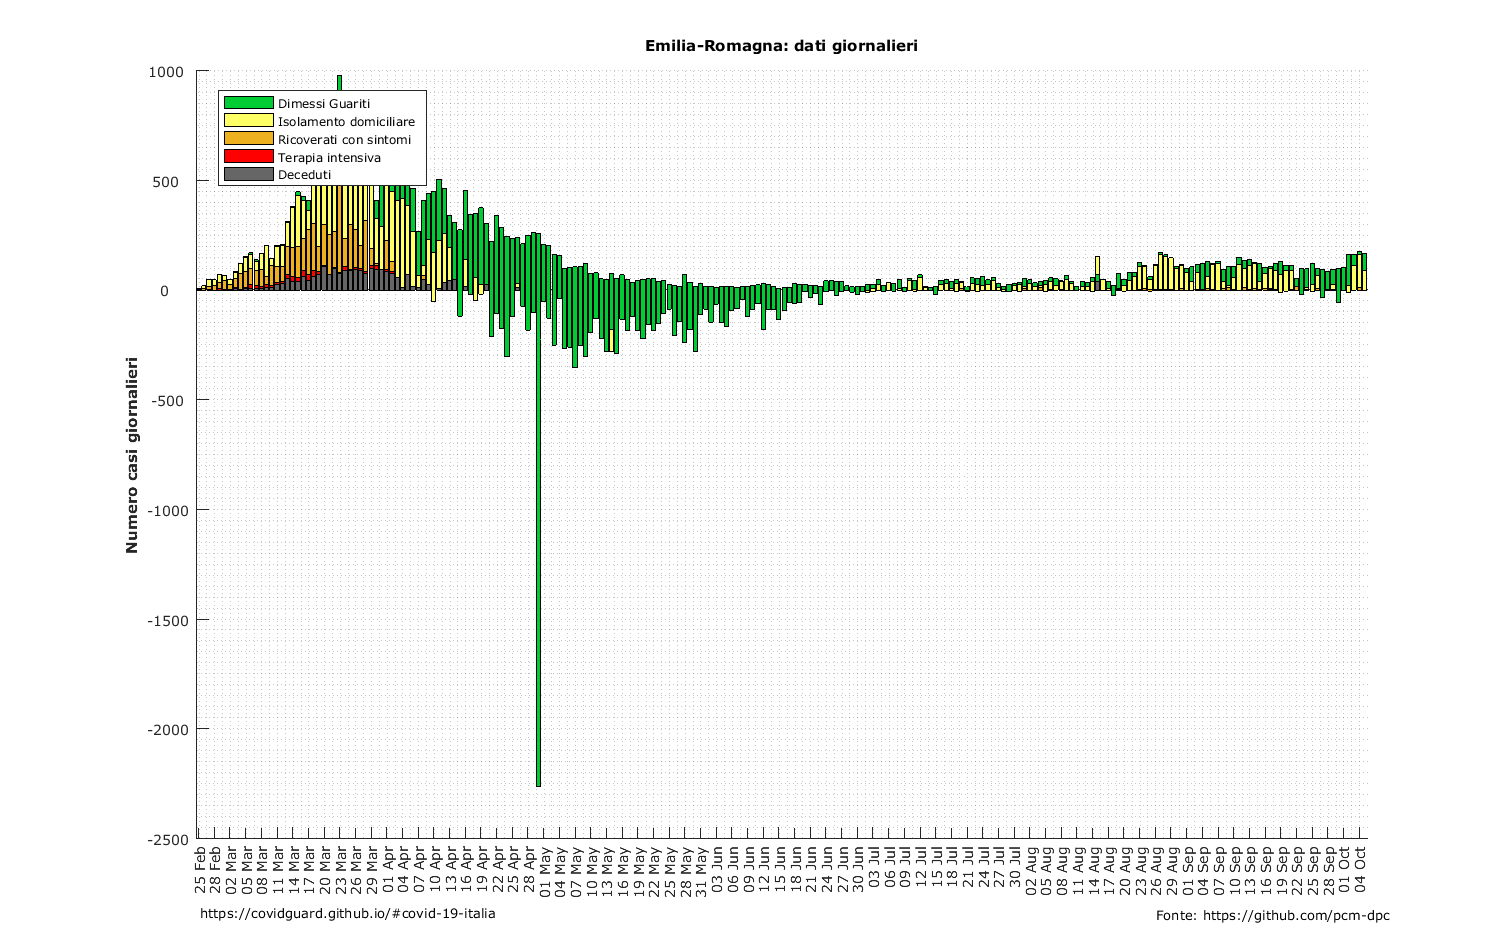 Emilia-Romagna: dati giornalieri
1000
Dimessi Guariti
Isolamento domiciliare
Ricoverati con sintomi
Terapia intensiva
Deceduti
500
0
-500
-1000
-1500
-2000
-2500
Numero casi giornalieri
25 Feb
28 Feb
02 Mar
05 Mar
08 Mar
11 Mar
14 Mar
17 Mar
20 Mar
23 Mar
26 Mar
29 Mar
01 Apr
04 Apr
07 Apr
10 Apr
13 Apr
16 Apr
19 Apr
22 Apr
25 Apr
28 Apr
01 May
04 May
07 May
10 May
13 May
16 May
19 May
22 May
25 May
28 May
31 May
03 Jun
06 Jun
09 Jun
12 Jun
15 Jun
18 Jun
21 Jun
24 Jun
27 Jun
30 Jun
03 Jul
06 Jul
09 Jul
12 Jul
15 Jul
18 Jul
21 Jul
24 Jul
27 Jul
30 Jul
02 Aug
05 Aug
08 Aug
11 Aug
14 Aug
17 Aug
20 Aug
23 Aug
26 Aug
29 Aug
01 Sep
04 Sep
07 Sep
10 Sep
13 Sep
16 Sep
19 Sep
22 Sep
25 Sep
28 Sep
01 Oct
04 Oct
https://covidguard.github.io/#covid-19-italia
Fonte: https://github.com/pcm-dpc